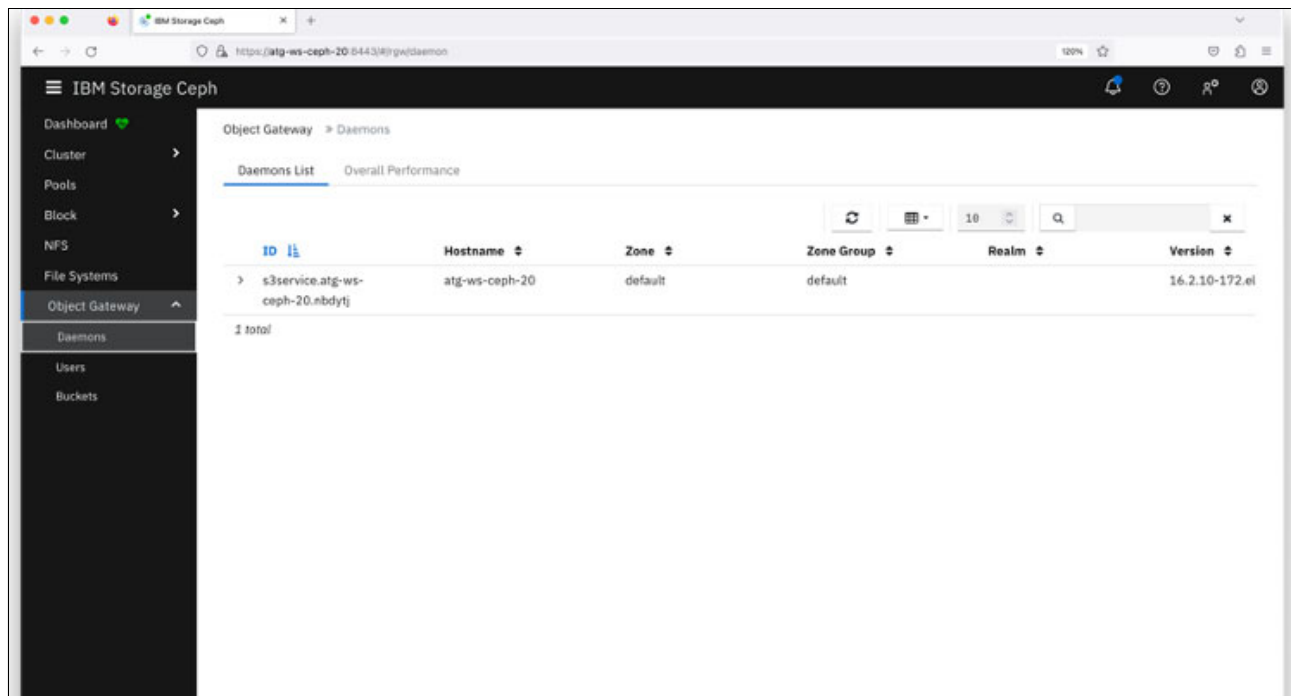 IBM Storage Ceph
https://atg-ws-ceph-20:8443/#/rgw/daemon
120%
IBM Storage Ceph
Dashboard
Cluster
Pools
Block
NFS
File Systems
Object Gateway
Daemons
Users
Buckets
Object Gateway » Daemons
Daemons List Overall Performance
10
ID Hostname Zone Zone Group Realm Version
s3service.atg-ws- atg-ws-ceph-20 default default 16.2.10-172.el
ceph-20.nbdytj
1 total